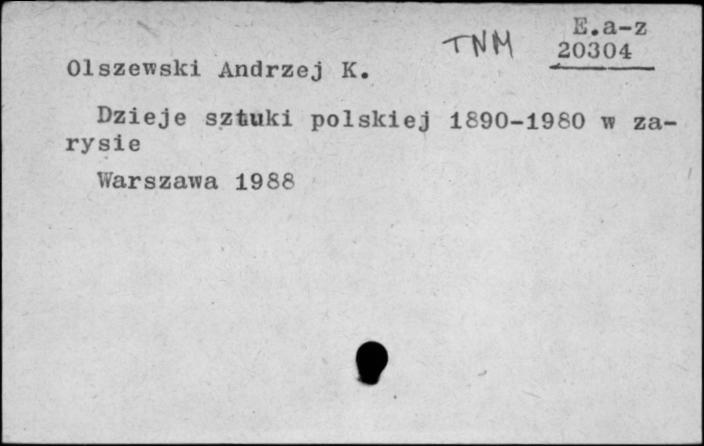 TNM
E.a-z
20304
Olszewski Andrzej K.
Dzieje sztuki polskiej 1890-1980 w za-
rysie
Warszawa 1988